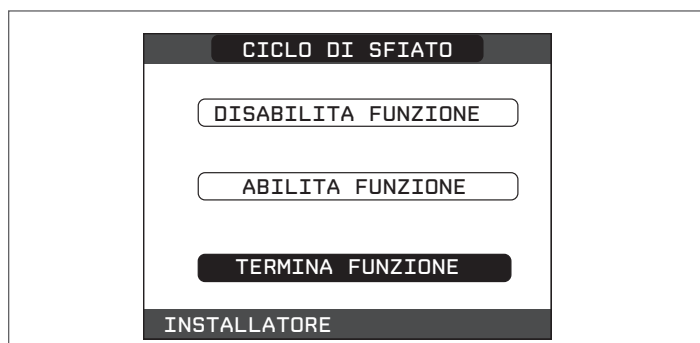 CICLO DI SFIATO
DISABILITA FUNZIONE
ABILITA FUNZIONE
TERMINA FUNZIONE
INSTALLATORE